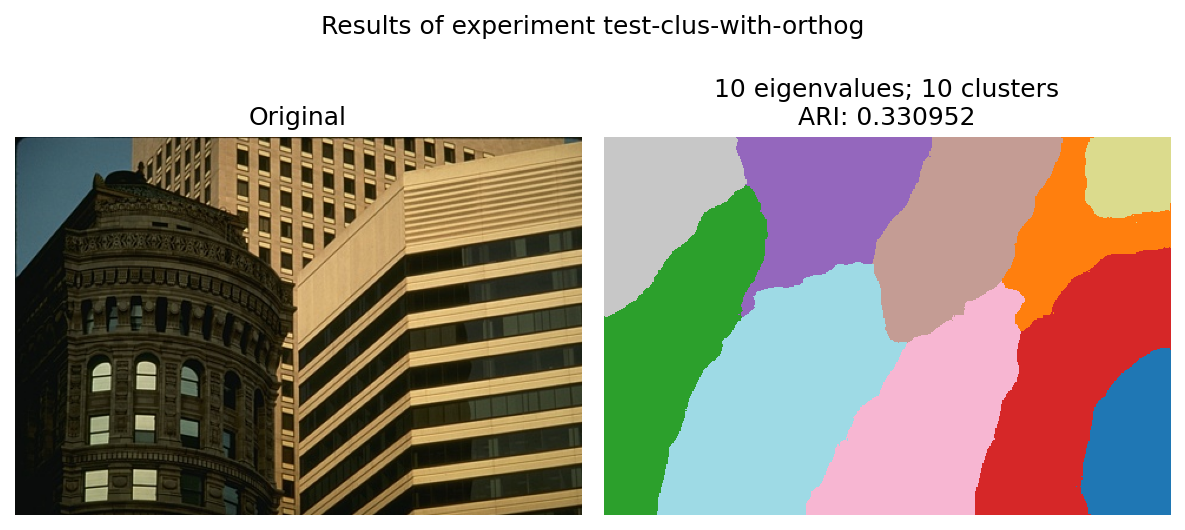 Results of experiment test-clus-with-orthog
Original
10 eigenvalues; 10 clusters
ARI: 0.330952